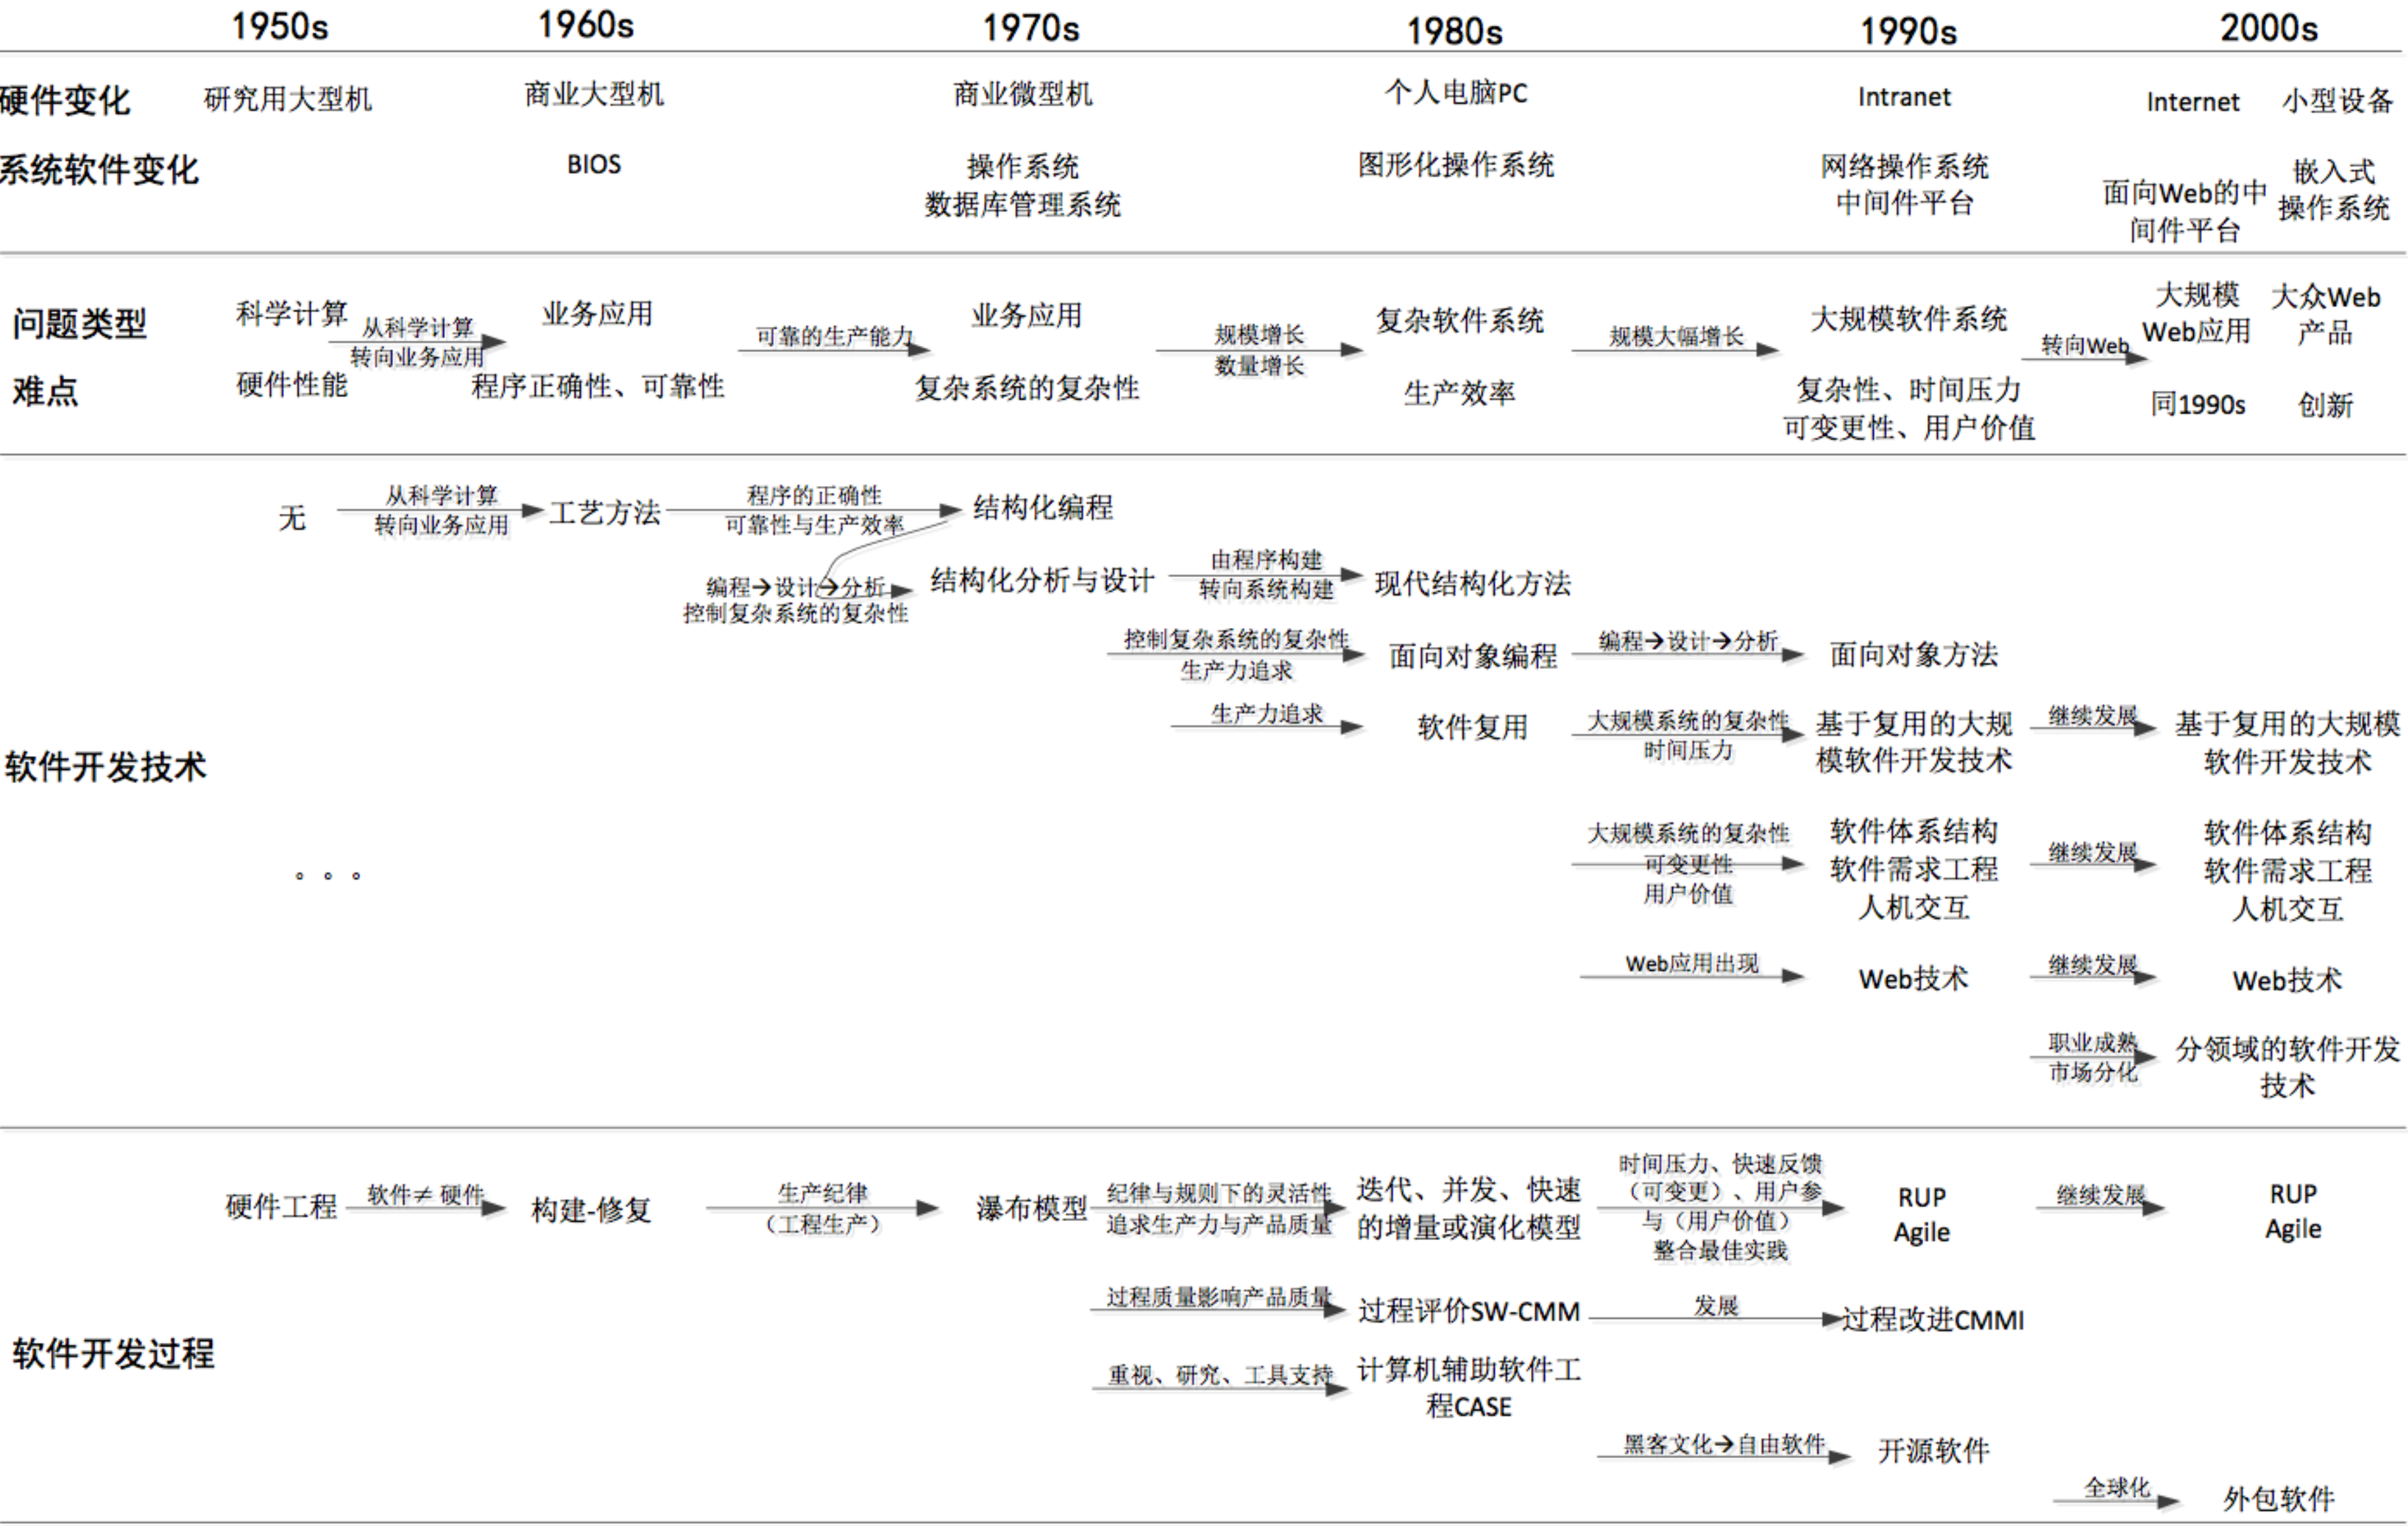 1950s 1960s 1970s 1980s 1990s 2000s
硬件变化 研究用大型机 商业大型机 商业微型机 个人电脑PC Intranet Internet 小型设备
系统软件变化 BIOS 操作系统 图形化操作系统 网络操作系统 嵌入式
数据库管理系统 中间件平台 面向Web的中 操作系统
间件平台
问题类型 科学计算 从科学计算 业务应用 可靠的生产能力 业务应用 规模增长 复杂软件系统 规模大幅增长 大规模软件系统 转向Web 大规模 大众Web
转向业务应用 数量增长 Web应用 产品
难点 硬件性能 程序正确性、可靠性 复杂系统的复杂性 生产效率 复杂性、时间压力 同1990s 创新
可变更性、用户价值
无 从科学计算 工艺方法 程序的正确性 结构化编程
转向业务应用 可靠性与生产效率
编程→设计→分析 结构化分析与设计 由程序构建 现代结构化方法
控制复杂系统的复杂性 转向系统构建
控制复杂系统的复杂性 面向对象编程 编程→设计→分析 面向对象方法
生产力追求
软件开发技术 生产力追求 软件复用 大规模系统的复杂性 基于复用的大规 继续发展 基于复用的大规模
时间压力 模软件开发技术 软件开发技术
大规模系统的复杂性 软件体系结构 继续发展 软件体系结构
。。。 可变更性 软件需求工程 软件需求工程
用户价值 人机交互 人机交互
Web应用出现 Web技术 继续发展 Web技术
职业成熟 分领域的软件开发
市场分化 技术
硬件工程 软件≠ 硬件 构建-修复 生产纪律 瀑布模型 纪律与规则下的灵活性 迭代、并发、快速 时间压力、快速反馈 RUP 继续发展 RUP
（工程生产） 追求生产力与产品质量 的增量或演化模型 （可变更）、用户参 Agile Agile
与（用户价值）
整合最佳实践
过程质量影响产品质量 过程评价SW-CMM 发展 过程改进CMMI
软件开发过程 重视、研究、工具支持 计算机辅助软件工
程CASE
黑客文化→自由软件 开源软件
全球化 外包软件